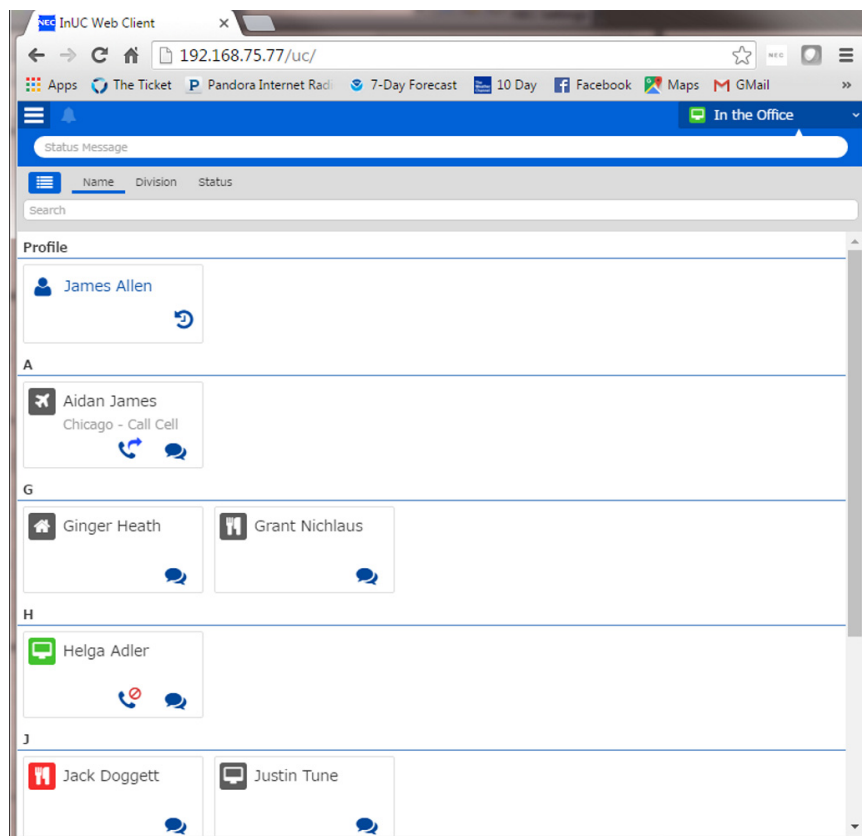 NEC InUC Web Client
192.168.75.77/uc/
NEC
Apps The Ticket P Pandora Internet Radi 7-Day Forecast 10 Day Facebook Maps GMail »
In the Office
Status Message
Name Division Status
Search
Profile
James Allen
A
Aidan James
Chicago - Call Cell
G
Ginger Heath Grant Nichlaus
H
Helga Adler
J
Jack Doggett Justin Tune